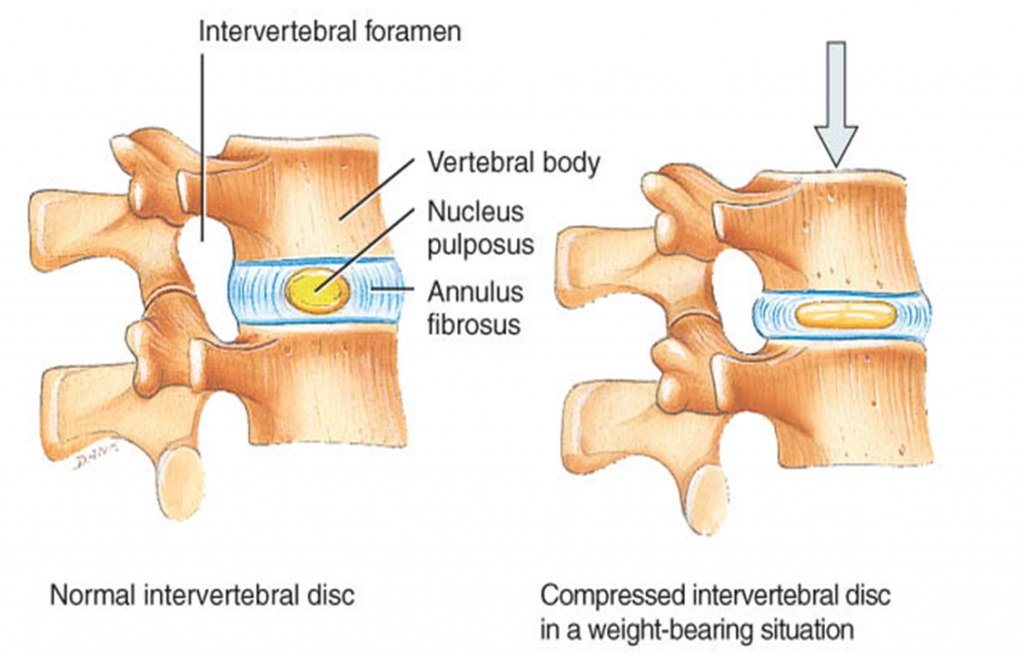 Intervertebral foramen
Vertebral body
Nucleus
pulposus
Annulus
fibrosus
Normal intervertebral disc
Compressed intervertebral disc
in a weight-bearing situation